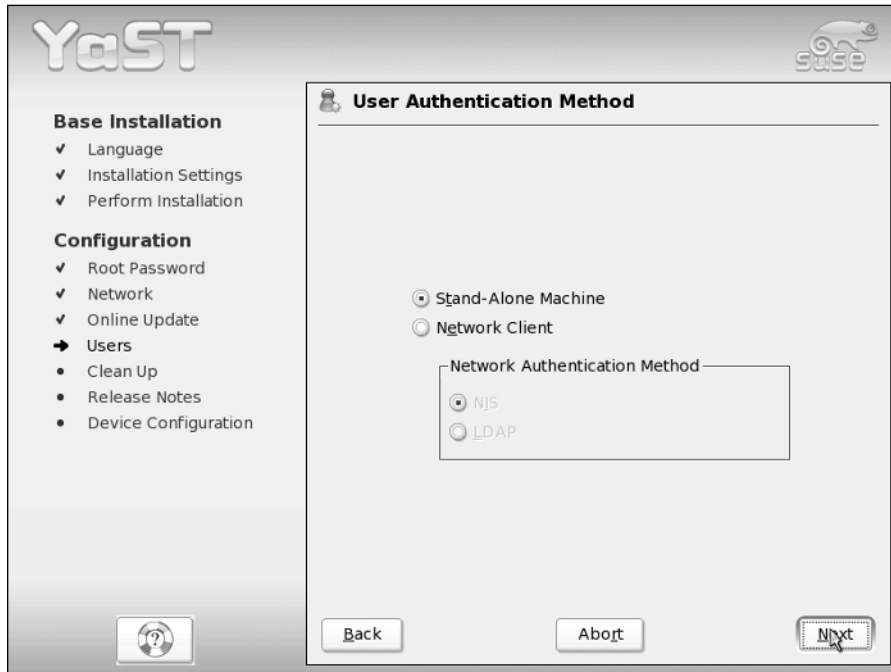 YaST
SUSE
Base Installation
Language
Installation Settings
Perform Installation
Configuration
Root Password
Network
Online Update
Users
Clean Up
Release Notes
Device Configuration
User Authentication Method
Stand-Alone Machine
Network Client
Network Authentication Method
NIS
LDAP
?
Back
Abort
Next